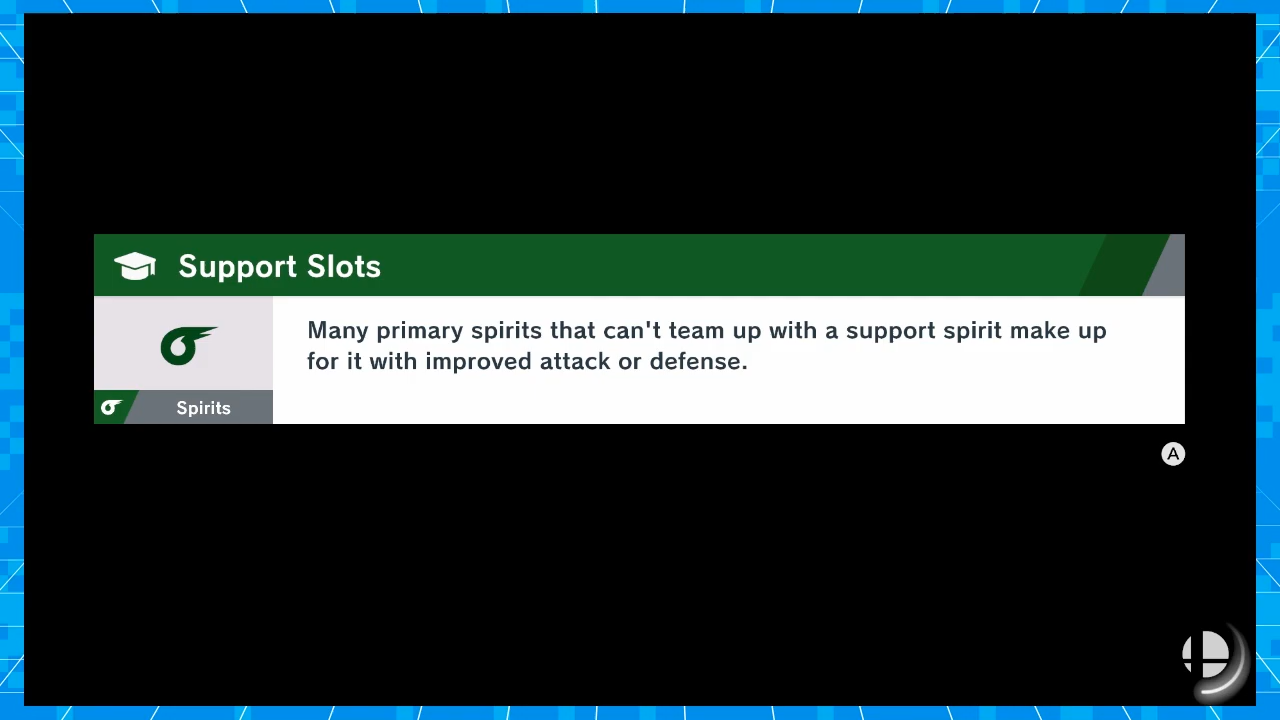 Support Slots
Many primary spirits that can't team up with a support spirit make up
for it with improved attack or defense.
Spirits
A